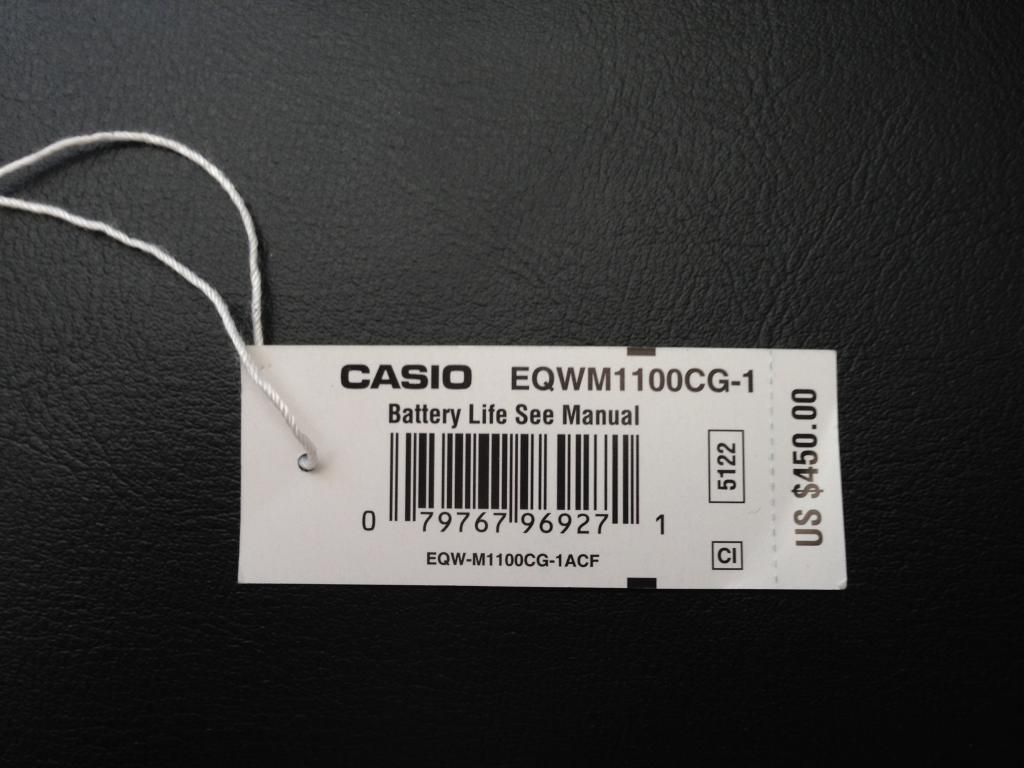 CASIO EQWM1100CG-1
Battery Life See Manual
0 79767 96927 1
EQW-M1100CG-1ACF
5122
CI
US $450.00